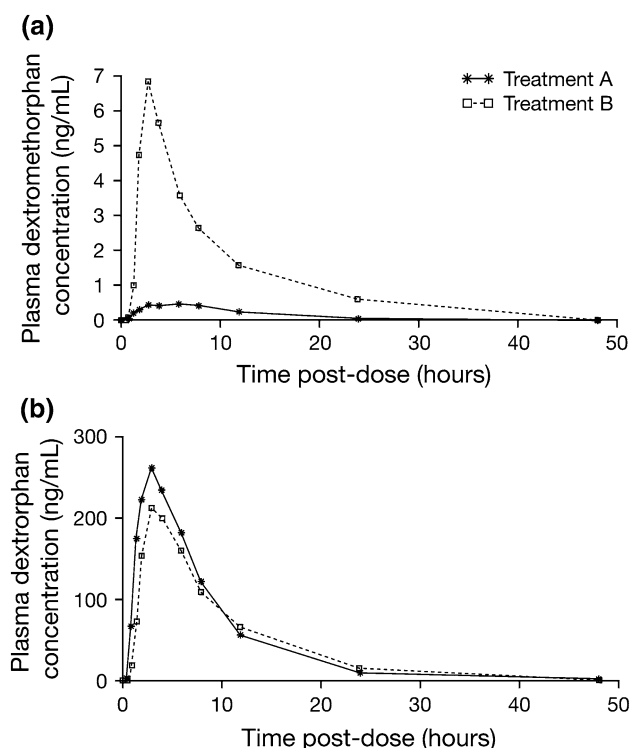 (a)
Plasma dextromethorphan
concentration (ng/mL)
7
6
5
4
3
2
1
0
0 10 20 30 40 50
Time post-dose (hours)
Treatment A
Treatment B
(b)
Plasma dextrorphan
concentration (ng/mL)
300
200
100
0
0 10 20 30 40 50
Time post-dose (hours)